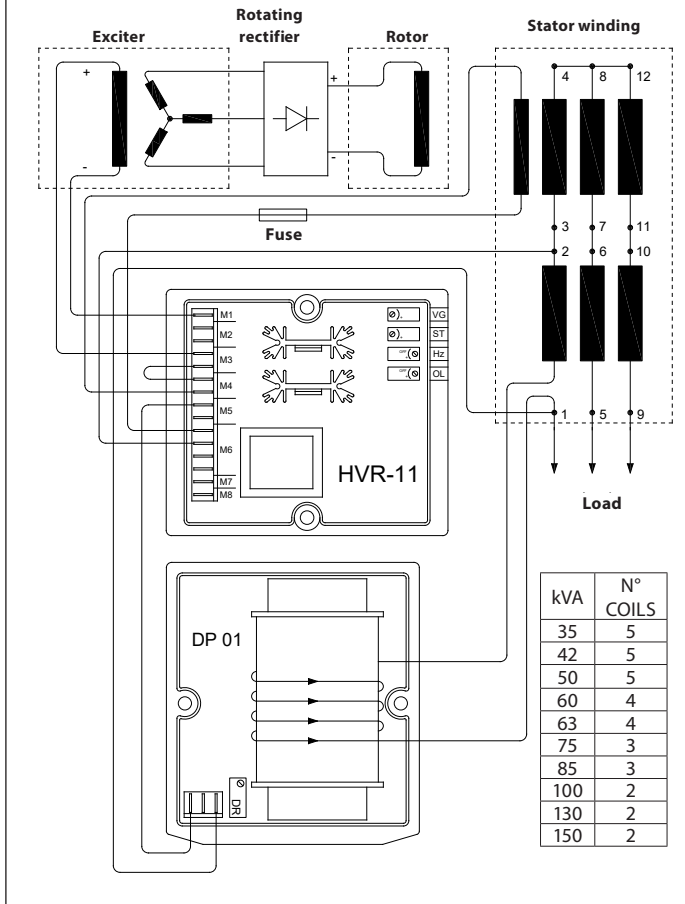 Exciter
Rotating
rectifier
Rotor
Stator winding
+
-
+
-
4 8 12
3 7 11
2 6 10
1 5 9
Fuse
M1
M2
M3
M4
M5
M6
M7
M8
VG
ST
Hz
OL
HVR-11
Load
DP 01
DR
kVA N° COILS
35 5
42 5
50 5
60 4
63 4
75 3
85 3
100 2
130 2
150 2